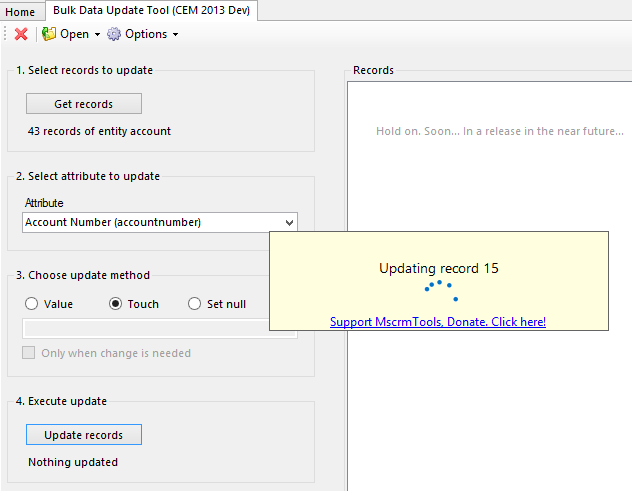 Home
Bulk Data Update Tool (CEM 2013 Dev)
Open
Options
1. Select records to update
Get records
43 records of entity account
Records
Hold on. Soon... In a release in the near future...
2. Select attribute to update
Attribute
Account Number (accountnumber)
Updating record 15
Support MscrmTools, Donate. Click here!
3. Choose update method
Value Touch Set null
Only when change is needed
4. Execute update
Update records
Nothing updated